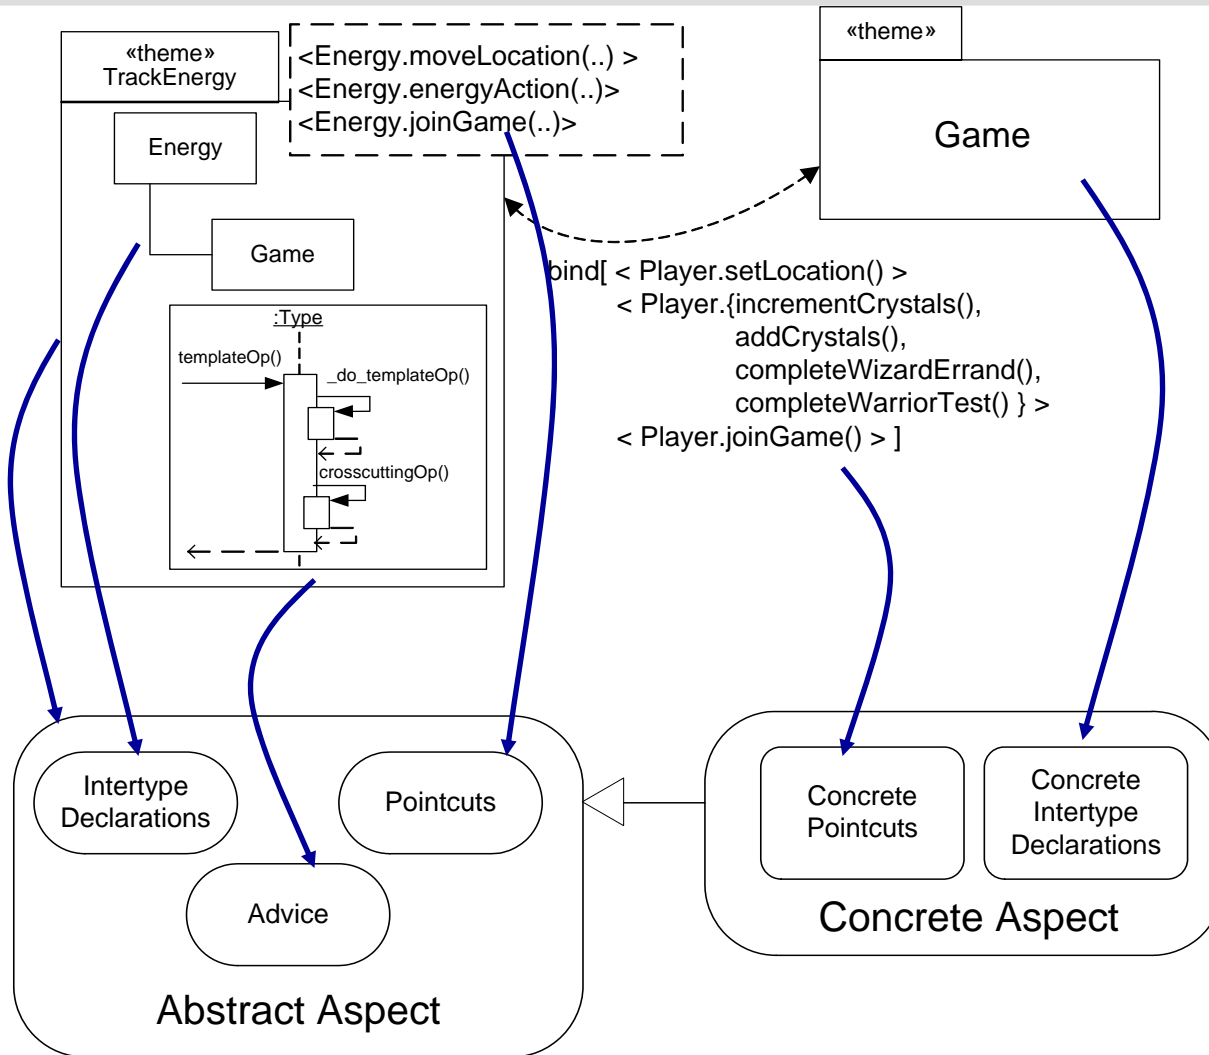 «theme»
TrackEnergy
<Energy.moveLocation(..) >
<Energy.energyAction(..)>
<Energy.joinGame(..)>
«theme»
Game
Energy
Game
bind[ < Player.setLocation() >
< Player.{incrementCrystals(),
addCrystals(),
completeWizardErrand(),
completeWarriorTest() } >
< Player.joinGame() > ]
:Type
templateOp()
_do_templateOp()
crosscuttingOp()
Intertype
Declarations
Pointcuts
Advice
Abstract Aspect
Concrete
Pointcuts
Concrete
Intertype
Declarations
Concrete Aspect